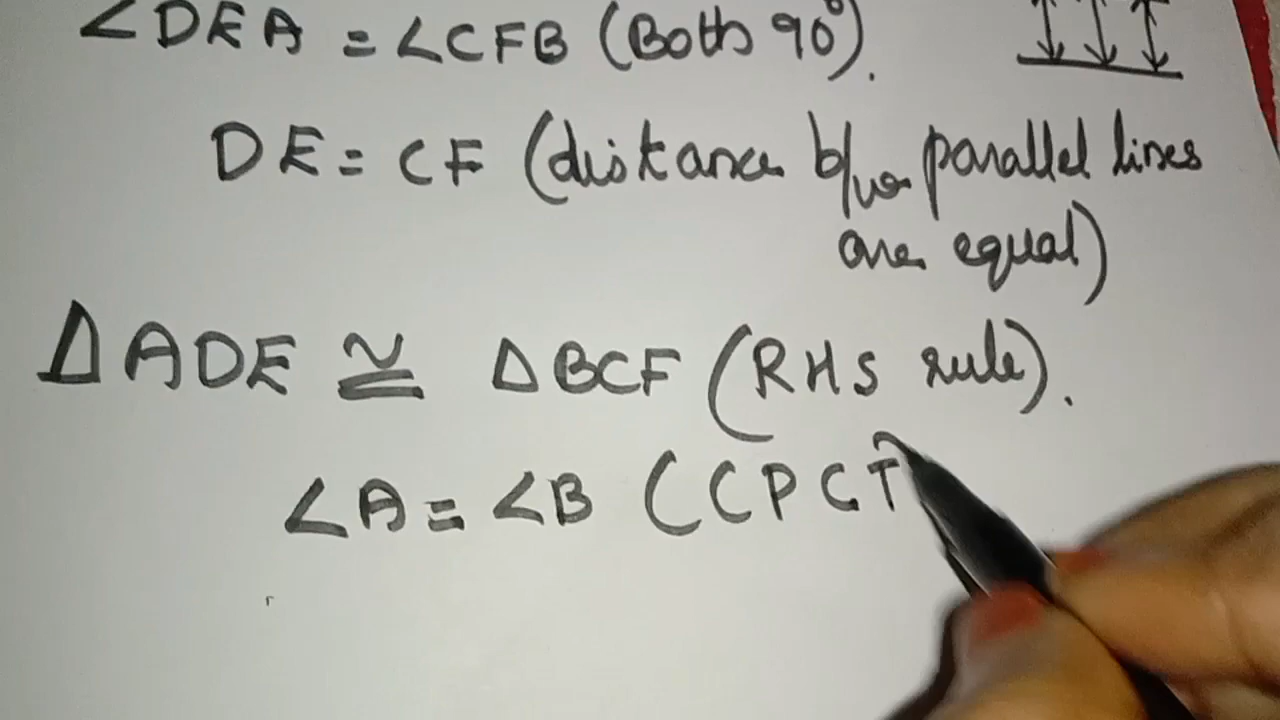 ∠DEA = ∠CFB (Both 90°).
DE = CF (distance b/w parallel lines
are equal)
ΔADE ≅ ΔBCF (RHS rule).
∠A = ∠B (CPCT